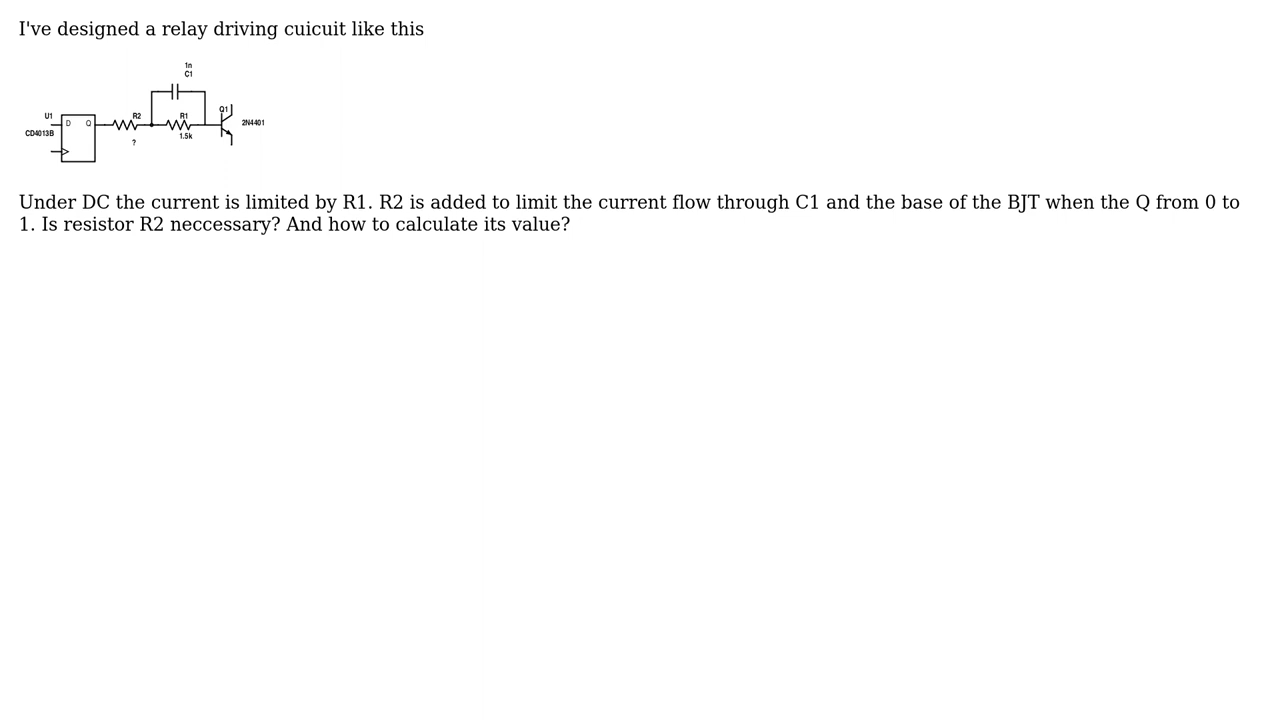 I've designed a relay driving cuicuit like this
1n
C1
U1
R2
R1
Q1
D Q
2N4401
CD4013B
1.5k
?
Under DC the current is limited by R1. R2 is added to limit the current flow through C1 and the base of the BJT when the Q from 0 to
1. Is resistor R2 neccessary? And how to calculate its value?